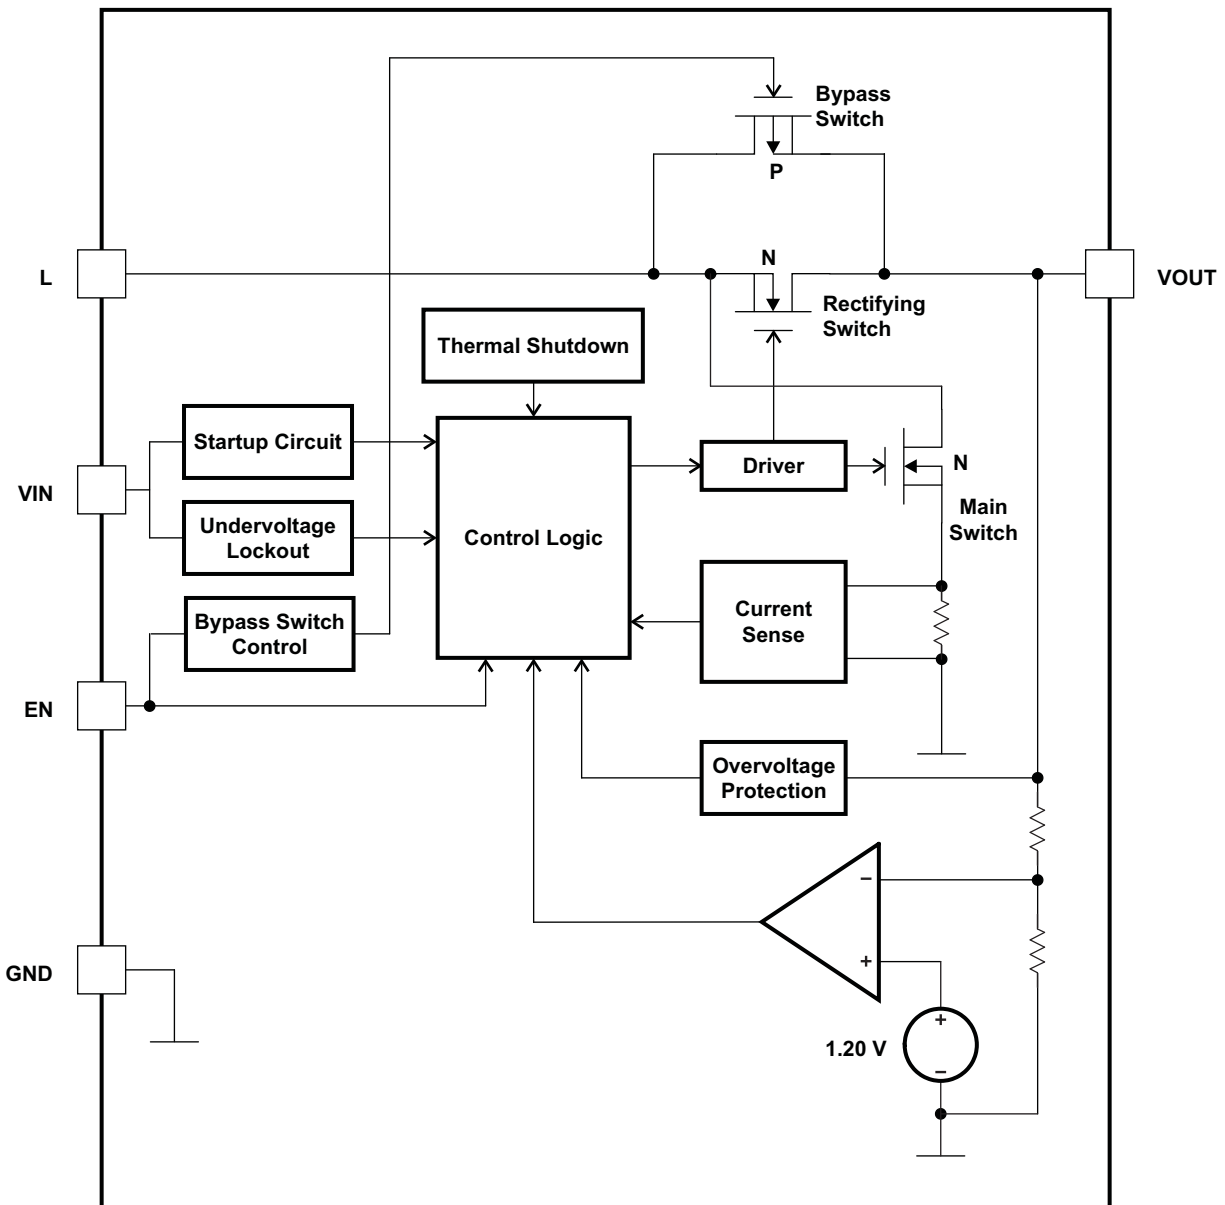 Bypass
Switch
P
L
N
VOUT
Rectifying
Switch
Thermal Shutdown
Startup Circuit
Driver
N
VIN
Main
Switch
Undervoltage
Lockout
Control Logic
Current
Sense
Bypass Switch
Control
EN
Overvoltage
Protection
−
+
GND
+
1.20 V
−